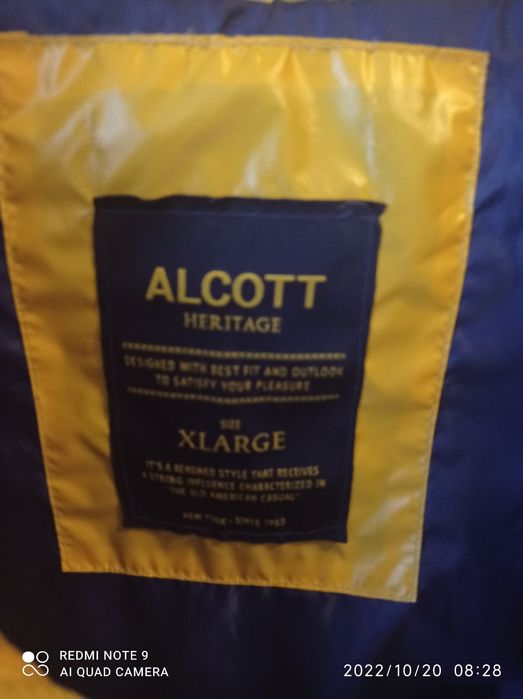 ALCOTT
HERITAGE
DESIGNED WITH BEST FIT AND OUTLOOK
TO SATISFY YOUR PLEASURE
SIZE
XLARGE
IT'S A RENEWED STYLE THAT RECEIVES
A STRONG INFLUENCE CHARACTERIZED IN
"THE OLD AMERICAN CASUAL"
NEW YORK - SINCE
REDMI NOTE 9
AI QUAD CAMERA
2022/10/20 08:28